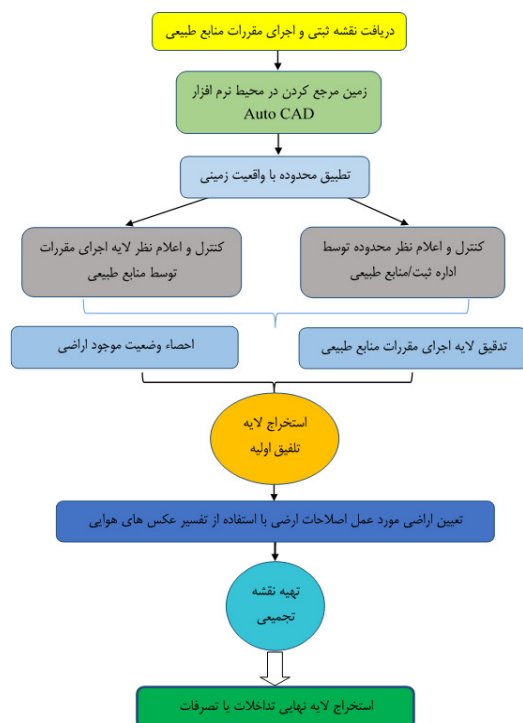 دریافت نقشه ثبتی و اجرای مقررات منابع طبیعی
زمین مرجع کردن در محیط نرم افزار
Auto CAD
تطبیق محدوده با واقعیت زمینی
کنترل و اعلام نظر محدوده توسط
اداره ثبت/منابع طبیعی
کنترل و اعلام نظر لایه اجرای مقررات
توسط منابع طبیعی
تدقیق لایه اجرای مقررات منابع طبیعی
احصاء وضعیت موجود اراضی
استخراج لایه
تلفیق اولیه
تعیین اراضی مورد عمل اصلاحات ارضی با استفاده از تفسیر عکس های هوایی
تهیه نقشه
تجمیعی
استخراج لایه نهایی تداخلات یا تصرفات